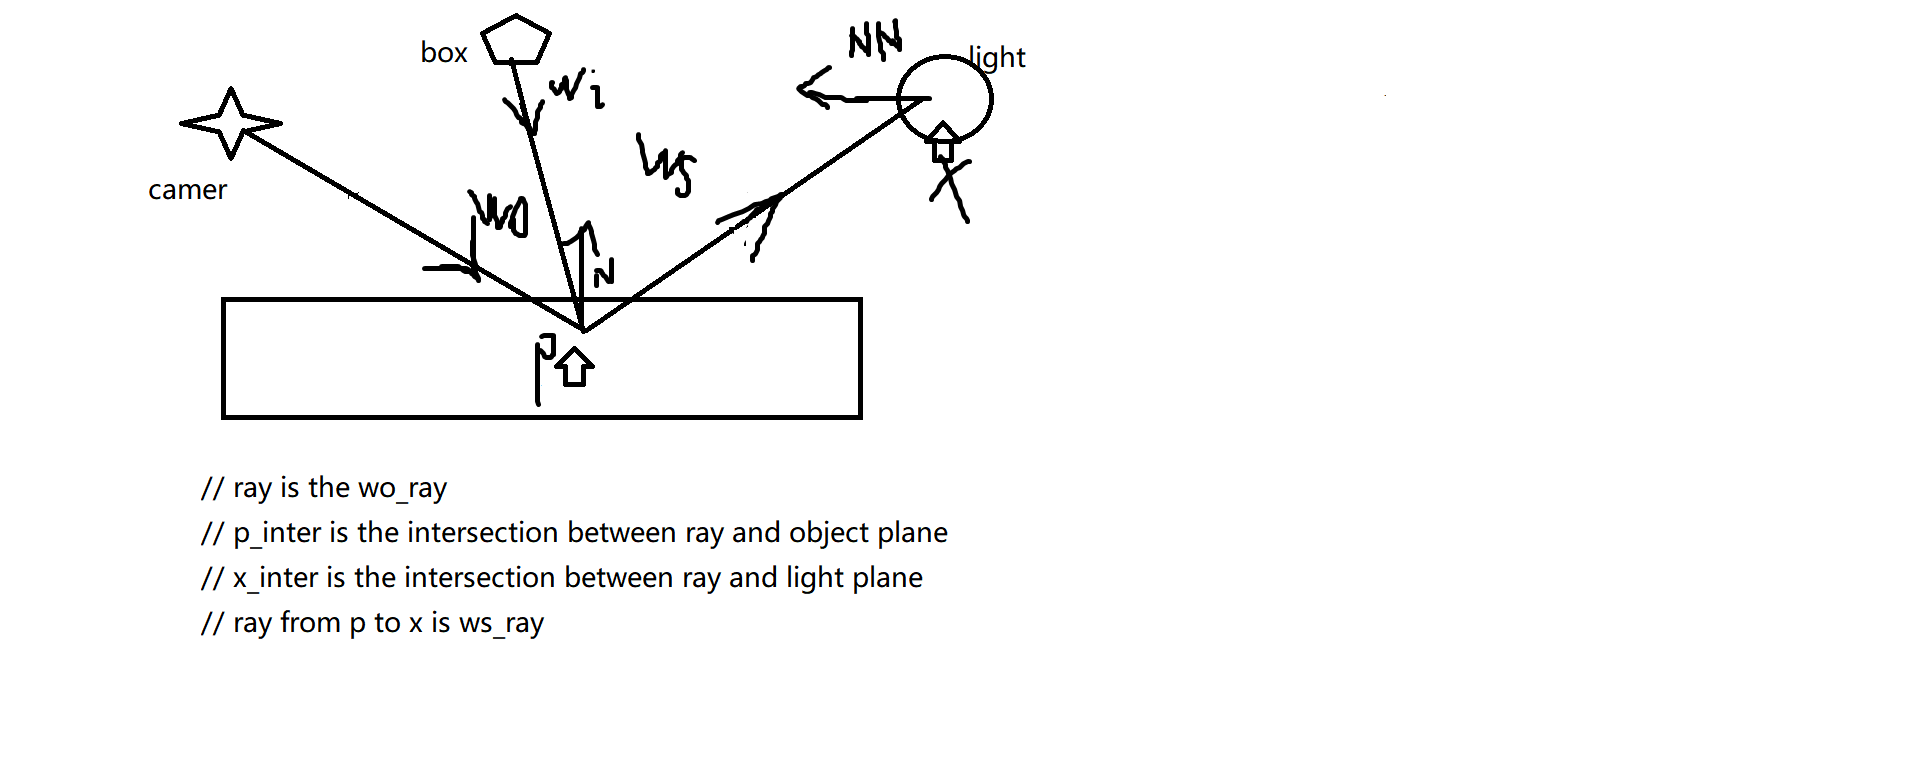 NN
box
light
wi
ws
camer
wo
N
p
x
// ray is the wo_ray
// p_inter is the intersection between ray and object plane
// x_inter is the intersection between ray and light plane
// ray from p to x is ws_ray